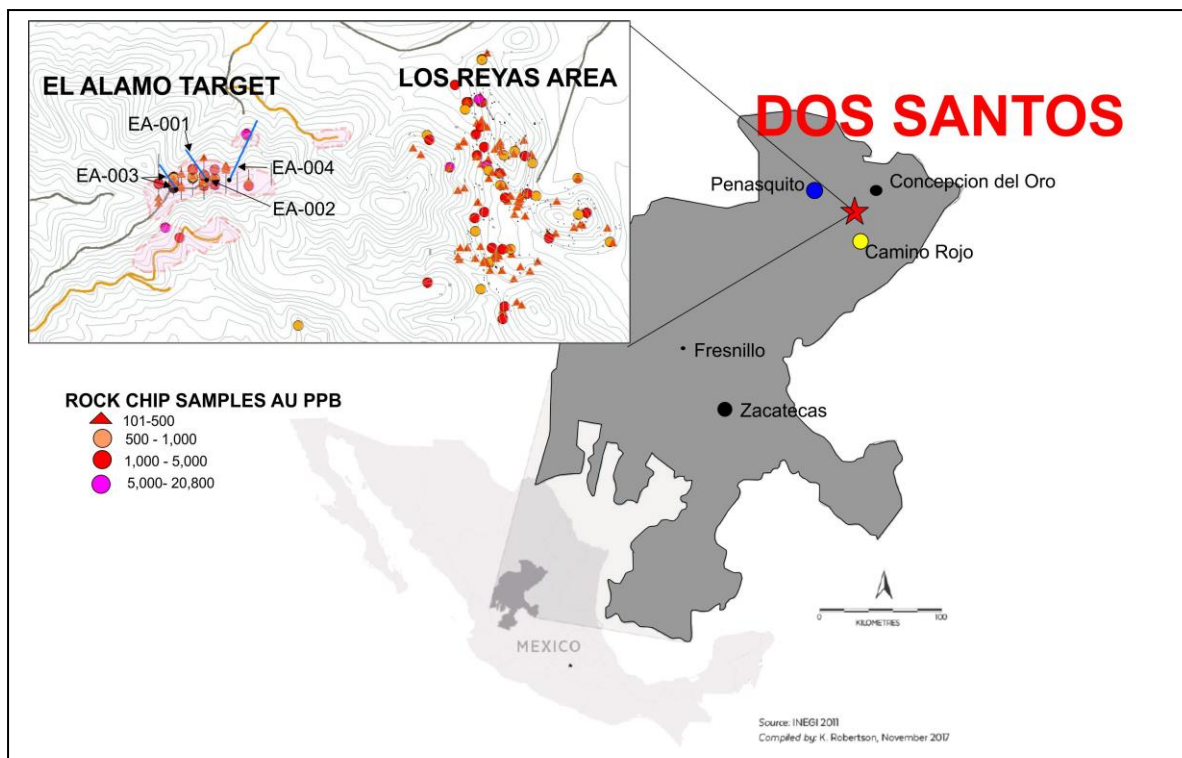 EL ALAMO TARGET
LOS REYAS AREA
EA-001
EA-003
EA-004
EA-002
DOS SANTOS
Penasquito
Concepcion del Oro
Camino Rojo
Fresnillo
Zacatecas
ROCK CHIP SAMPLES AU PPB
101-500
500 - 1,000
1,000 - 5,000
5,000- 20,800
MEXICO
0 100
KILOMETRES
Source: INEGI 2011
Compiled by: K. Robertson, November 2017